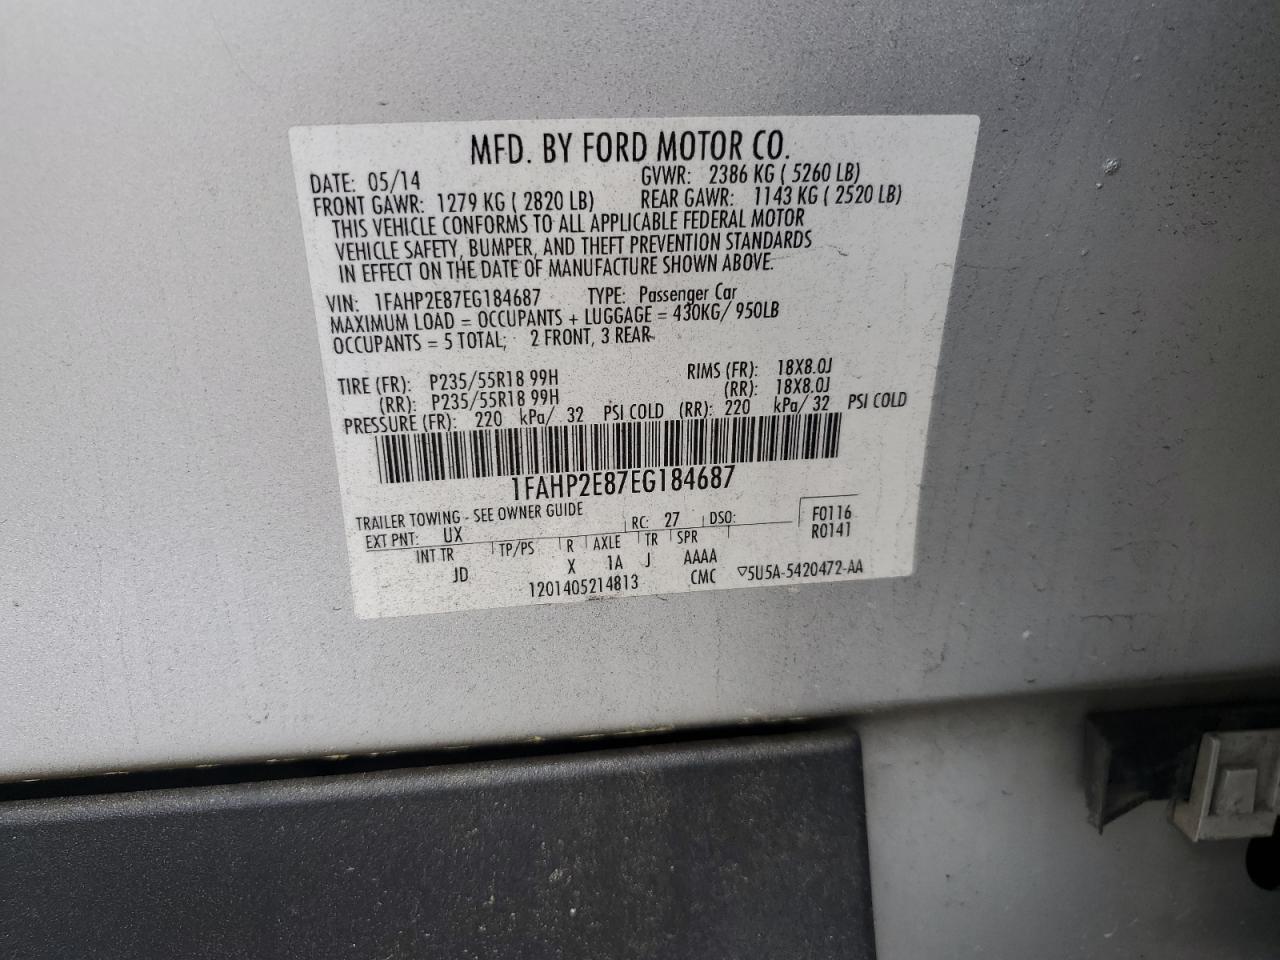 MFD. BY FORD MOTOR CO.
DATE: 05/14 GVWR: 2386 KG ( 5260 LB)
FRONT GAWR: 1279 KG ( 2820 LB) REAR GAWR: 1143 KG ( 2520 LB)
THIS VEHICLE CONFORMS TO ALL APPLICABLE FEDERAL MOTOR
VEHICLE SAFETY, BUMPER, AND THEFT PREVENTION STANDARDS
IN EFFECT ON THE DATE OF MANUFACTURE SHOWN ABOVE.
VIN: 1FAHP2E87EG184687 TYPE: Passenger Car
MAXIMUM LOAD = OCCUPANTS + LUGGAGE = 430KG/ 950LB
OCCUPANTS = 5 TOTAL; 2 FRONT, 3 REAR
TIRE (FR): P235/55R18 99H RIMS (FR): 18X8.0J
(RR): P235/55R18 99H (RR): 18X8.0J
PRESSURE (FR): 220 kPa/ 32 PSI COLD (RR): 220 kPa/ 32 PSI COLD
1FAHP2E87EG184687
TRAILER TOWING - SEE OWNER GUIDE
EXT PNT: UX RC: 27 DSO: F0116
R0141
INT TR TP/PS R AXLE TR SPR
JD X 1A J AAAA
1201405214813 CMC ▽5U5A-5420472-AA